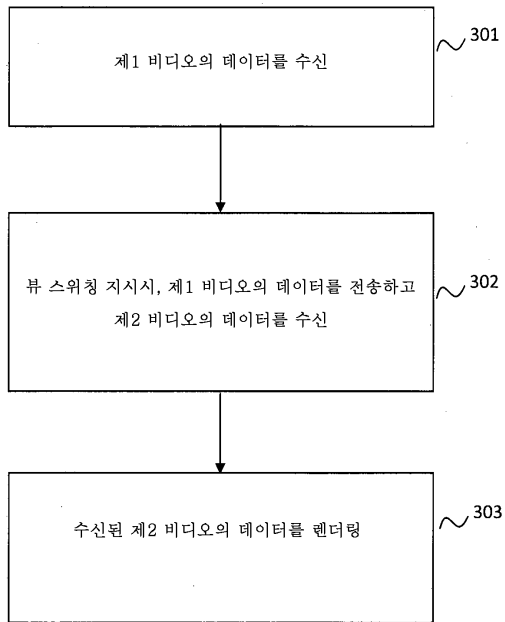 제1 비디오의 데이터를 수신
301
뷰 스위칭 지시시, 제1 비디오의 데이터를 전송하고
제2 비디오의 데이터를 수신
302
수신된 제2 비디오의 데이터를 렌더링
303